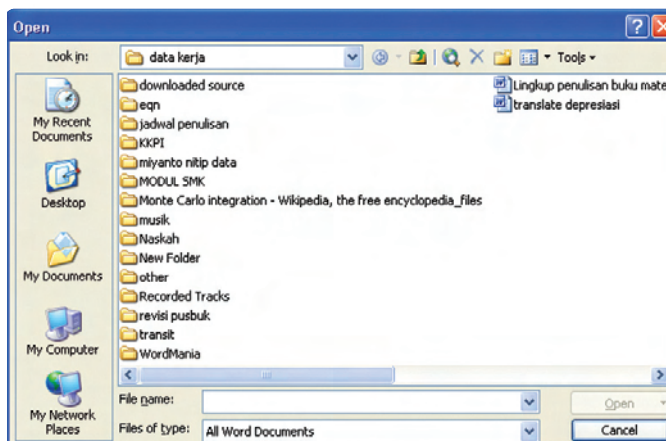 Open
Look in: data kerja Tools
My Recent
Documents
Desktop
My Documents
My Computer
My Network
Places
downloaded source
eqn
jadwal penulisan
KKPI
miyanto nitip data
MODUL SMK
Monte Carlo integration - Wikipedia, the free encyclopedia_files
musik
Naskah
New Folder
other
Recorded Tracks
revisi pusbuk
transit
WordMania
Lingkup penulisan buku mate
translate depresiasi
File name: Open
Files of type: All Word Documents Cancel